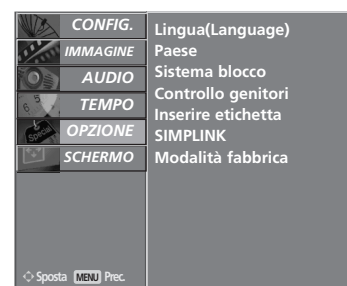 CONFIG.
IMMAGINE
AUDIO
TEMPO
OPZIONE
SCHERMO
Lingua(Language)
Paese
Sistema blocco
Controllo genitori
Inserire etichetta
SIMPLINK
Modalità fabbrica
Special
Sposta MENU Prec.